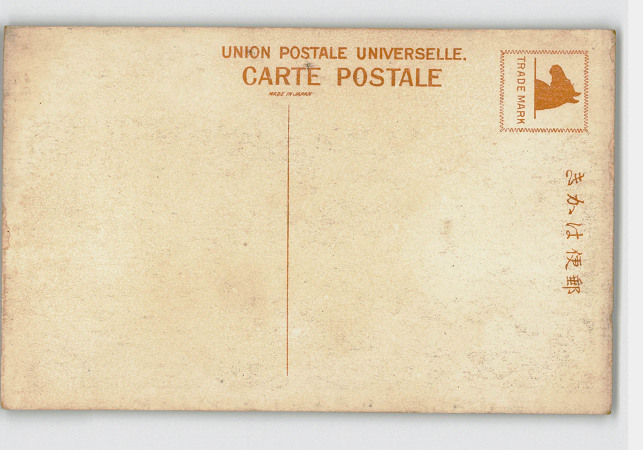 UNION POSTALE UNIVERSELLE.
CARTE POSTALE
MADE IN JAPAN
TRADE MARK
郵便はかき